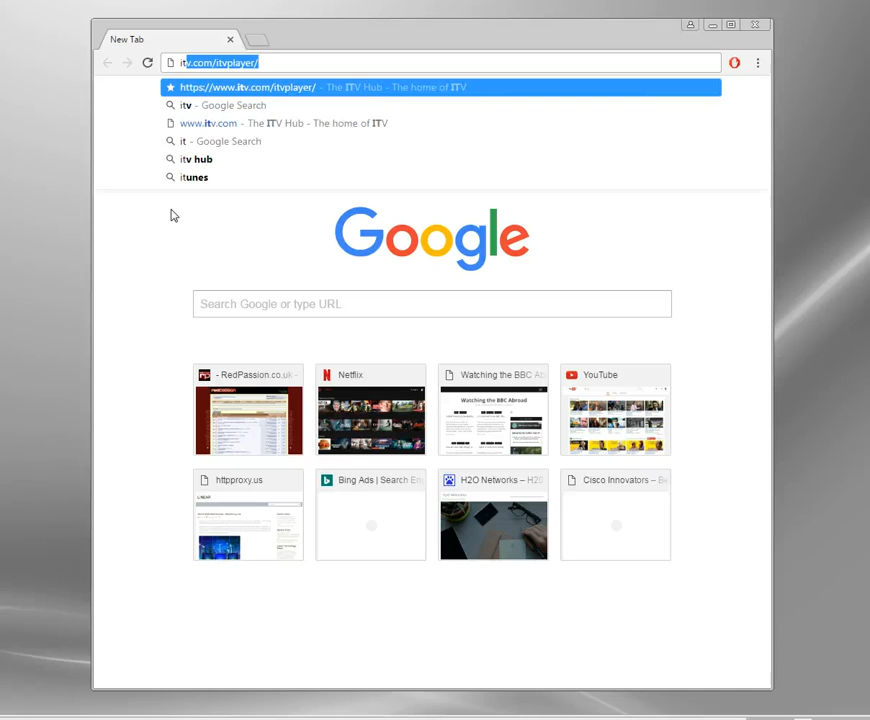 New Tab
itv.com/itvplayer/
https://www.itv.com/itvplayer/ - The ITV Hub - The home of ITV
itv - Google Search
www.itv.com - The ITV Hub - The home of ITV
it - Google Search
itv hub
itunes
Google
Search Google or type URL
- RedPassion.co.uk -
Netflix
Watching the BBC Ab
YouTube
Watching the BBC Abroad
httpproxy.us
Bing Ads | Search En
H2O Networks – H2O
Cisco Innovators – Be
LINEAR